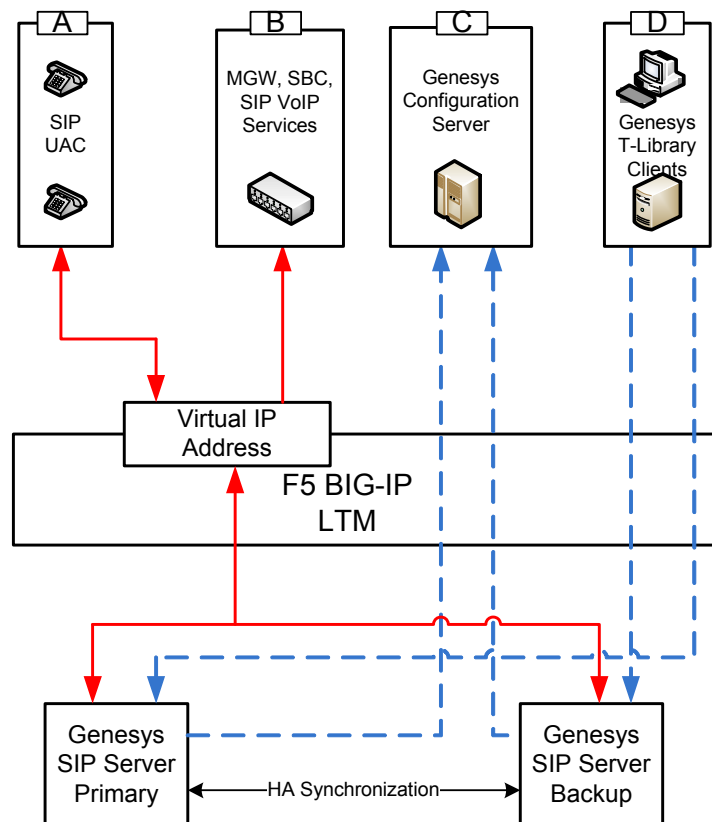 A
SIP
UAC
B
MGW, SBC,
SIP VoIP
Services
C
Genesys
Configuration
Server
D
Genesys
T-Library
Clients
Virtual IP
Address
F5 BIG-IP
LTM
Genesys
SIP Server
Primary
HA Synchronization
Genesys
SIP Server
Backup